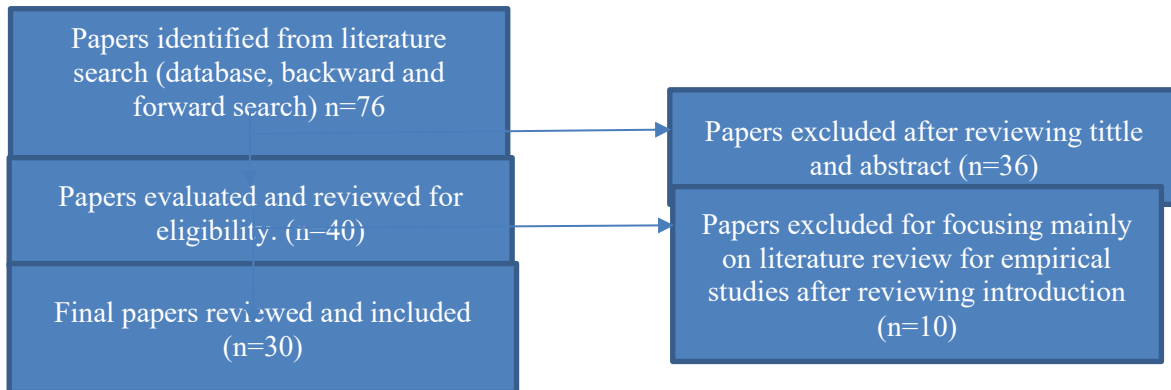 Papers identified from literature
search (database, backward and
forward search) n=76
Papers excluded after reviewing tittle
and abstract (n=36)
Papers evaluated and reviewed for
eligibility. (n=40)
Papers excluded for focusing mainly
on literature review for empirical
studies after reviewing introduction
(n=10)
Final papers reviewed and included
(n=30)